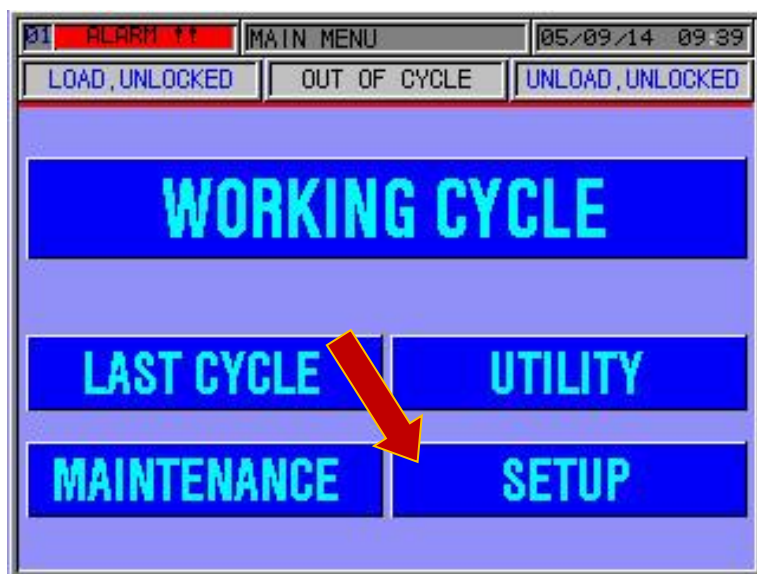 01 ALARM !! MAIN MENU 05/09/14 09:39
LOAD,UNLOCKED OUT OF CYCLE UNLOAD,UNLOCKED
WORKING CYCLE
LAST CYCLE UTILITY
MAINTENANCE SETUP